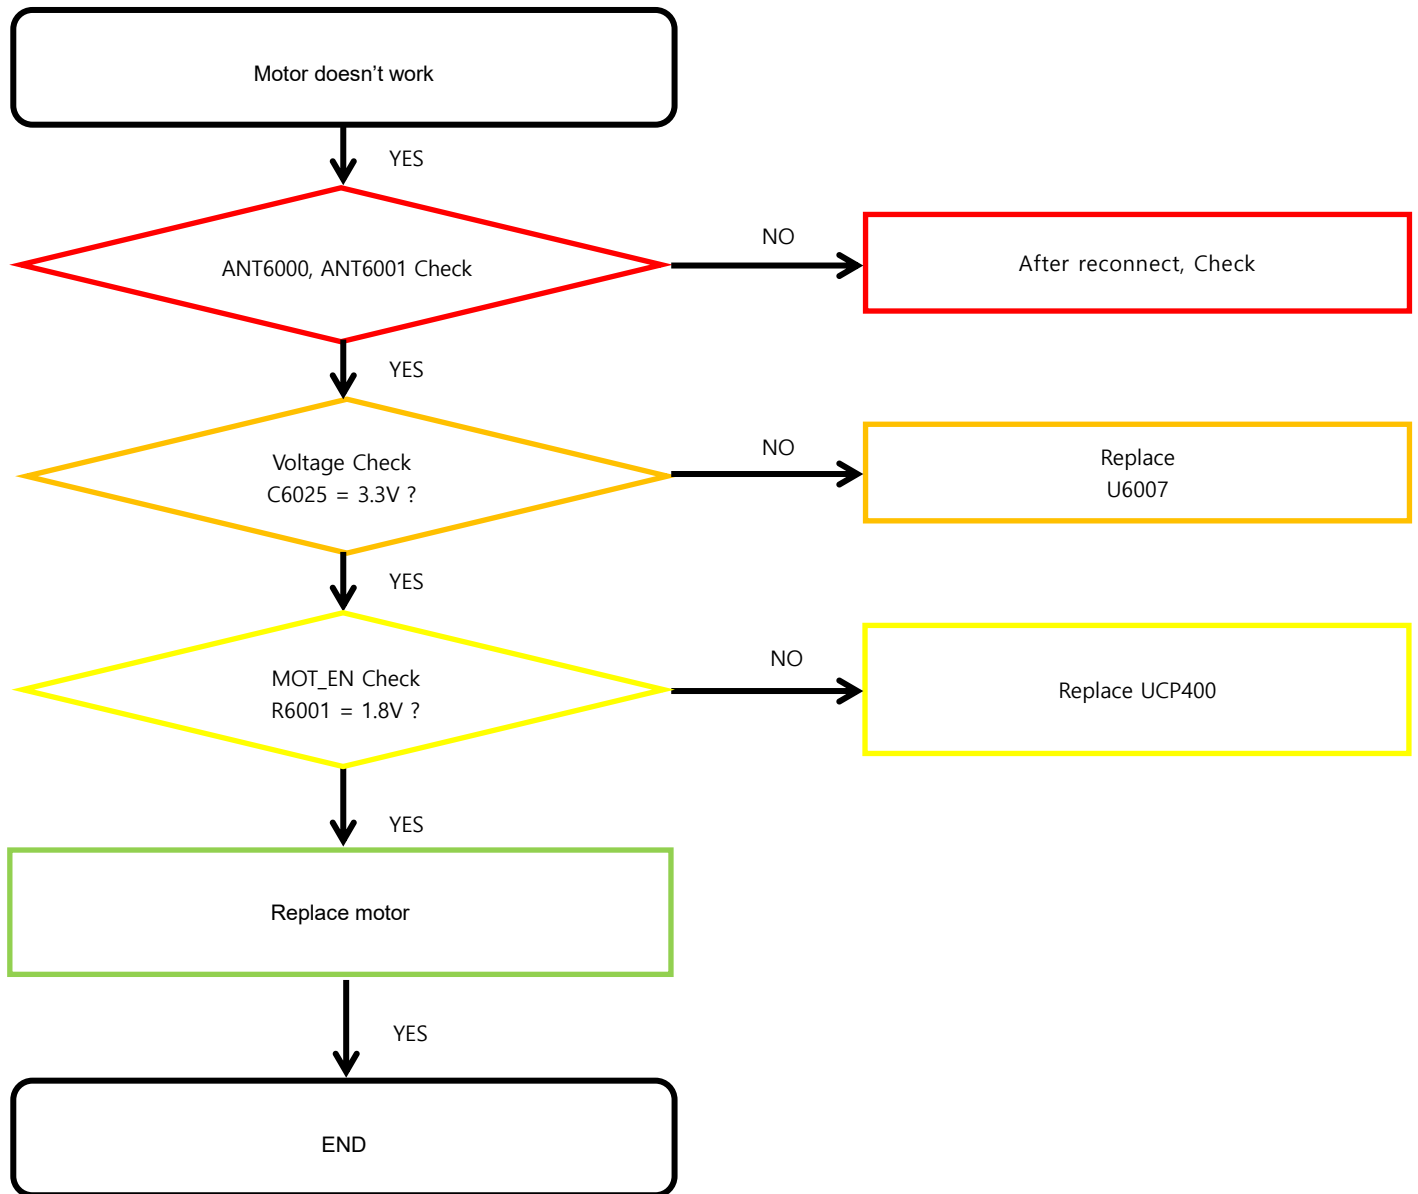 Motor doesn't work
YES
ANT6000, ANT6001 Check
NO
After reconnect, Check
YES
Voltage Check
C6025 = 3.3V ?
NO
Replace
U6007
YES
MOT_EN Check
R6001 = 1.8V ?
NO
Replace UCP400
YES
Replace motor
YES
END